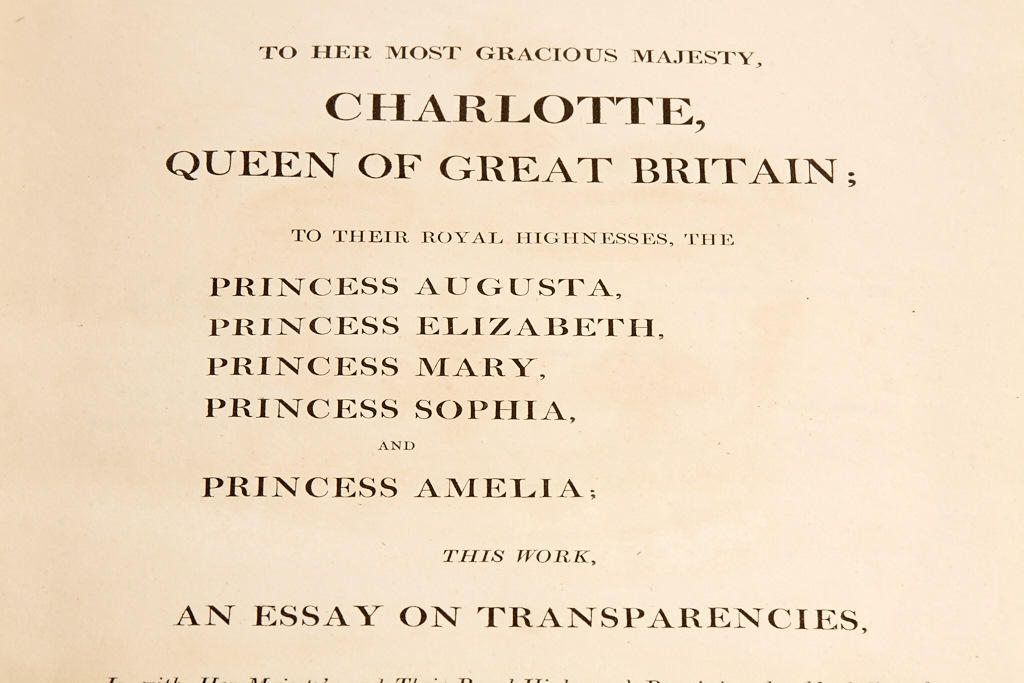 TO HER MOST GRACIOUS MAJESTY,
CHARLOTTE,
QUEEN OF GREAT BRITAIN;
TO THEIR ROYAL HIGHNESSES, THE
PRINCESS AUGUSTA,
PRINCESS ELIZABETH,
PRINCESS MARY,
PRINCESS SOPHIA,
AND
PRINCESS AMELIA;
THIS WORK,
AN ESSAY ON TRANSPARENCIES,